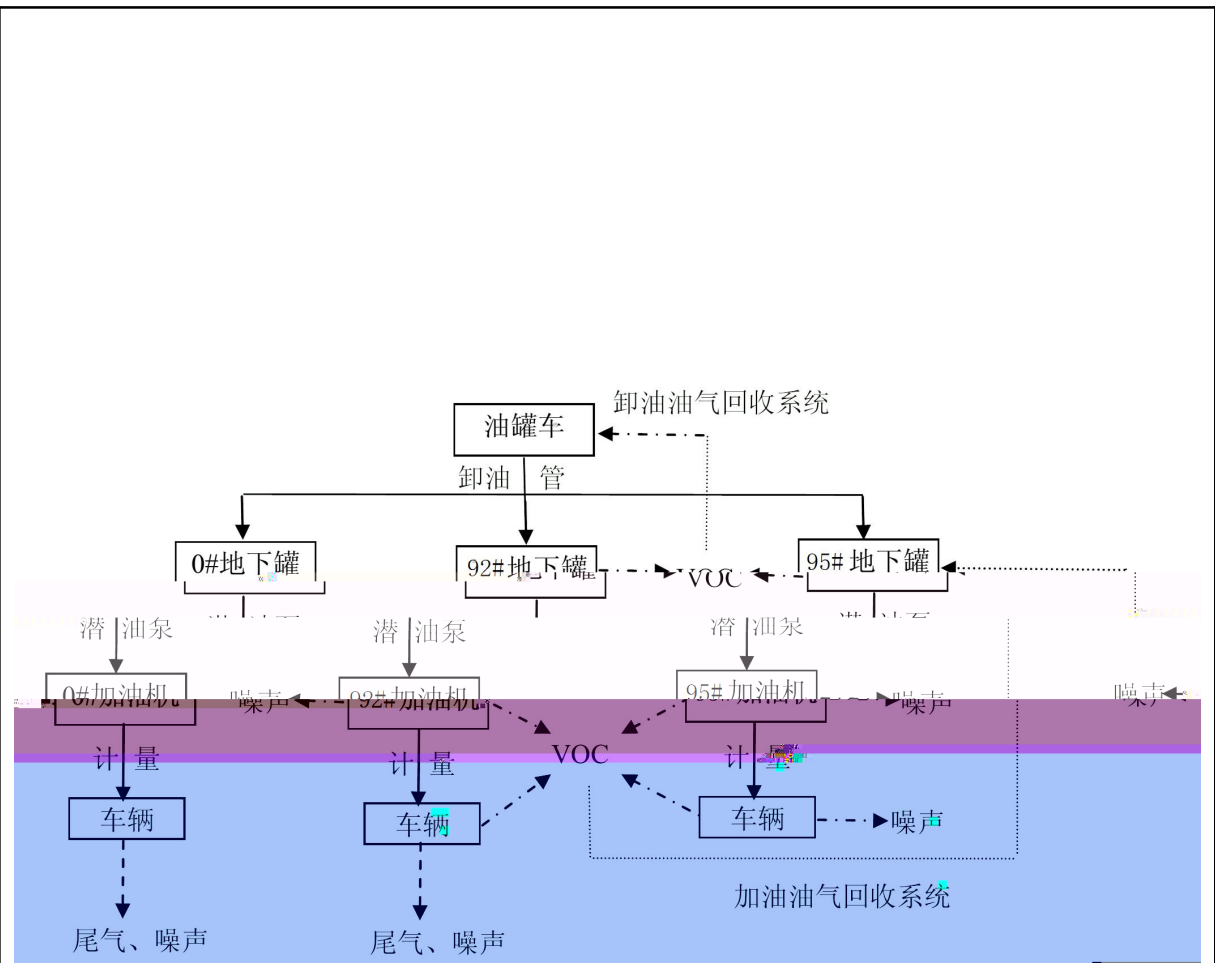 卸油油气回收系统
油罐车
卸油 管
0#地下罐
92#地下罐
VOC
95#地下罐
潜 油泵
潜 油泵
潜 油泵
0#加油机
噪声
92#加油机
95#加油机
噪声
噪声
计 量
计 量
VOC
计 量
车辆
车辆
车辆
噪声
加油油气回收系统
尾气、噪声
尾气、噪声